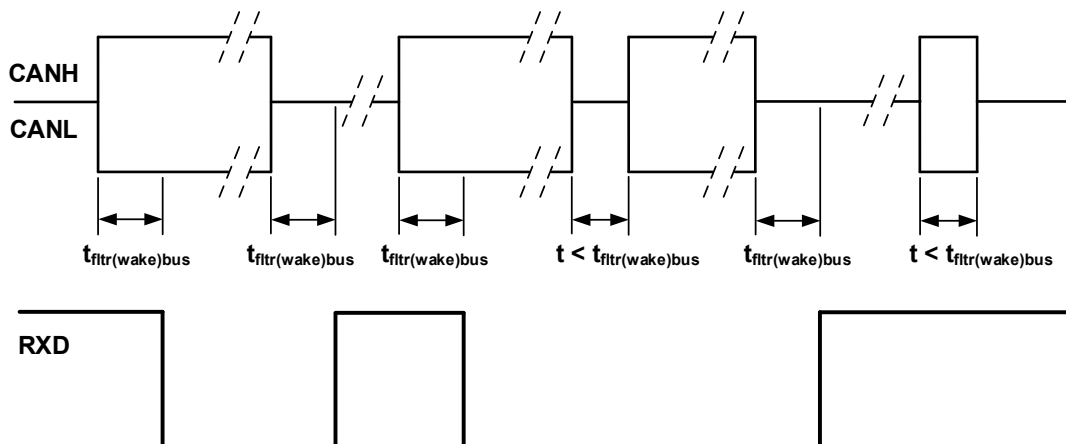 CANH
CANL
tfltr(wake)bus
tfltr(wake)bus
tfltr(wake)bus
t < tfltr(wake)bus
tfltr(wake)bus
t < tfltr(wake)bus
RXD